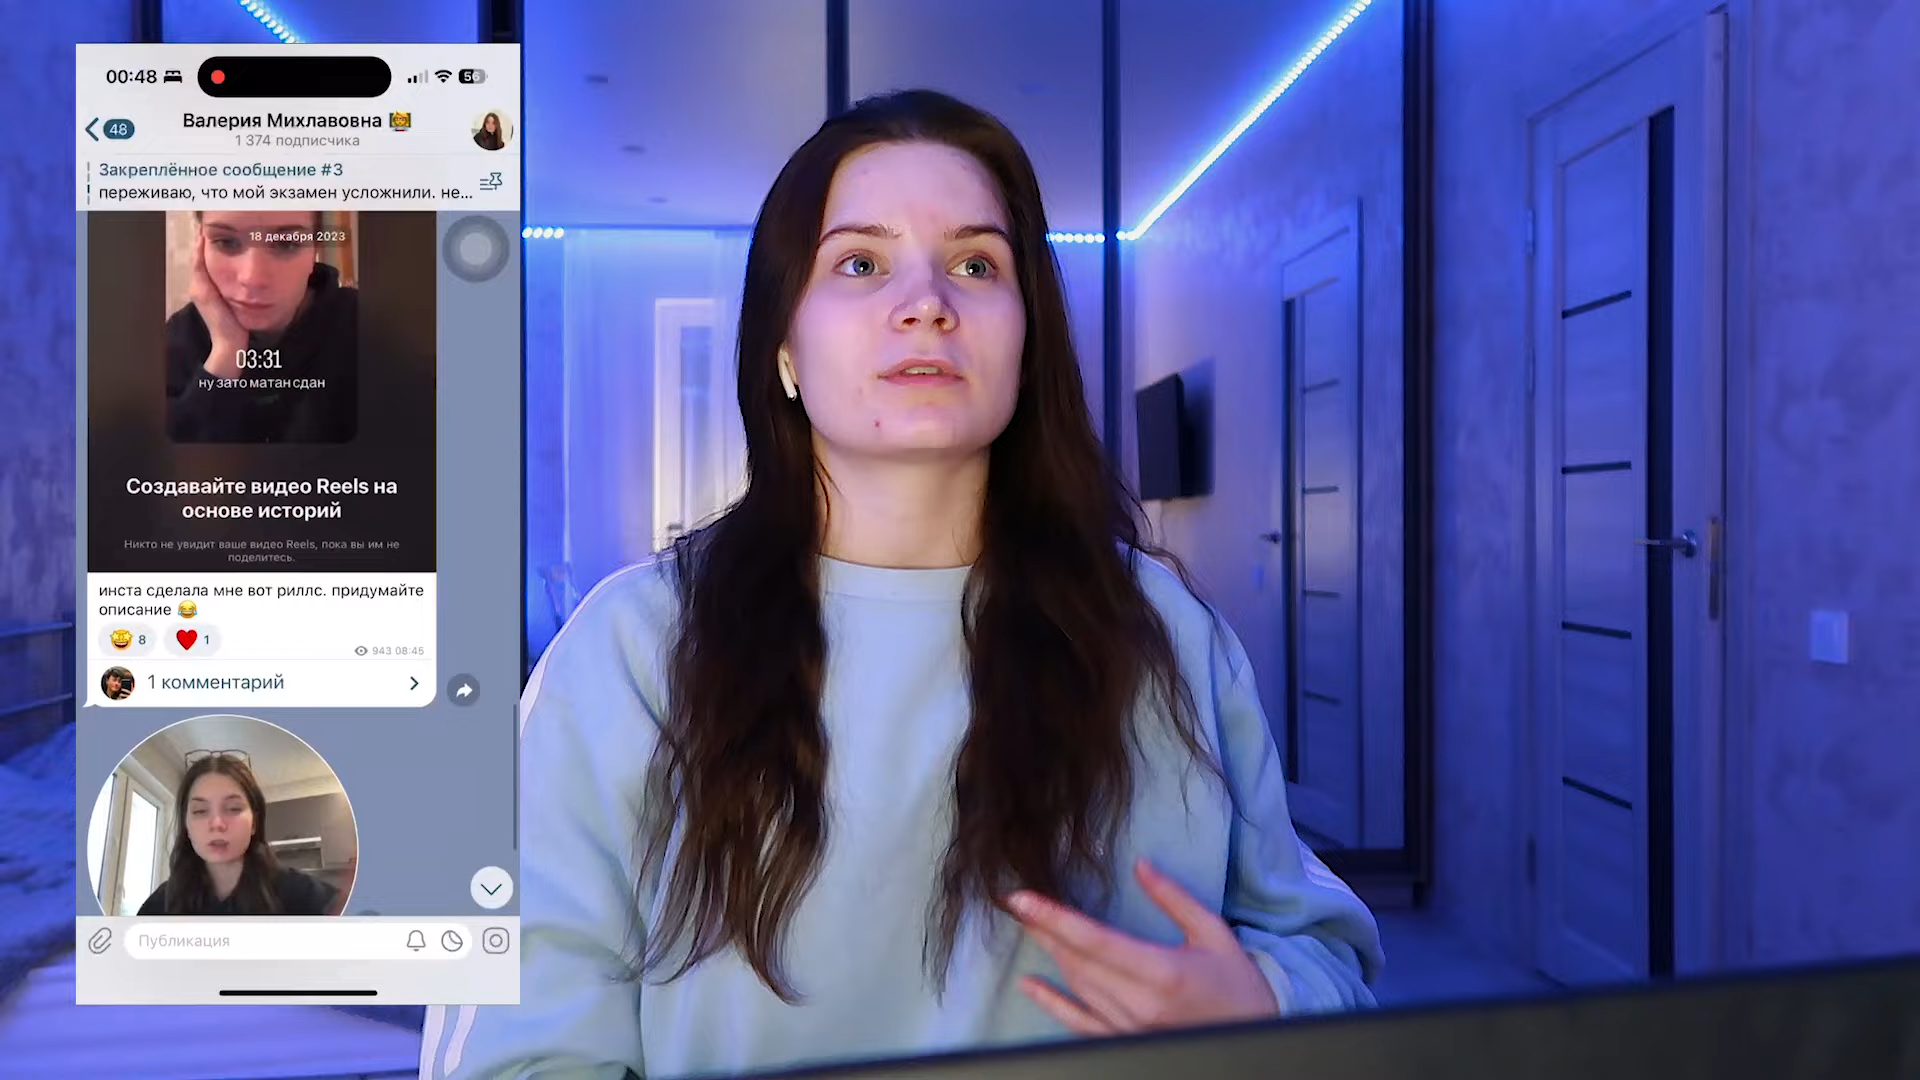 00:48
56
48
Валерия Михлавовна
1 374 подписчика
Закреплённое сообщение #3
переживаю, что мой экзамен усложнили. не...
18 декабря 2023
03:31
ну зато матан сдан
Создавайте видео Reels на
основе историй
Никто не увидит ваше видео Reels, пока вы им не
поделитесь.
инста сделала мне вот риллс. придумайте
описание 😂
8
1
943 08:45
1 комментарий
Публикация